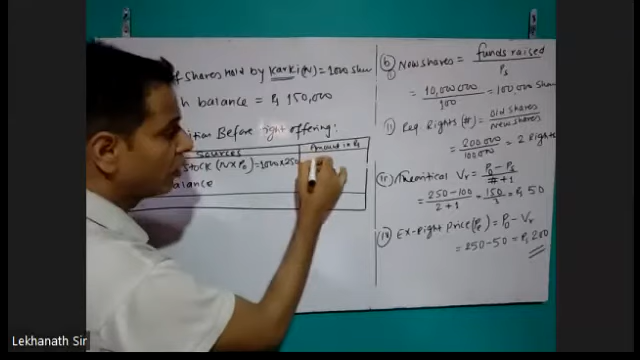 of Shares held by Karki (N) = 1000 shares
h balance = Rs 150,000
ition Before right offering:
Sources
Amount in Rs
Stock (N×P0) = 1000×250
balance
(b)
(i) New shares = funds raised / Ps
= 10,000,000 / 100 = 100,000 Shares
(ii) Req. Rights (#) = old shares / New shares
= 200,000 / 100,000 = 2 Rights
(iii) Theoritical Vr = P0 - Ps / # + 1
= 250 - 100 / 2 + 1 = 150 / 3 = Rs 50
(iv) Ex-Right price (Pe) = P0 - Vr
= 250 - 50 = Rs 200
Lekhanath Sir